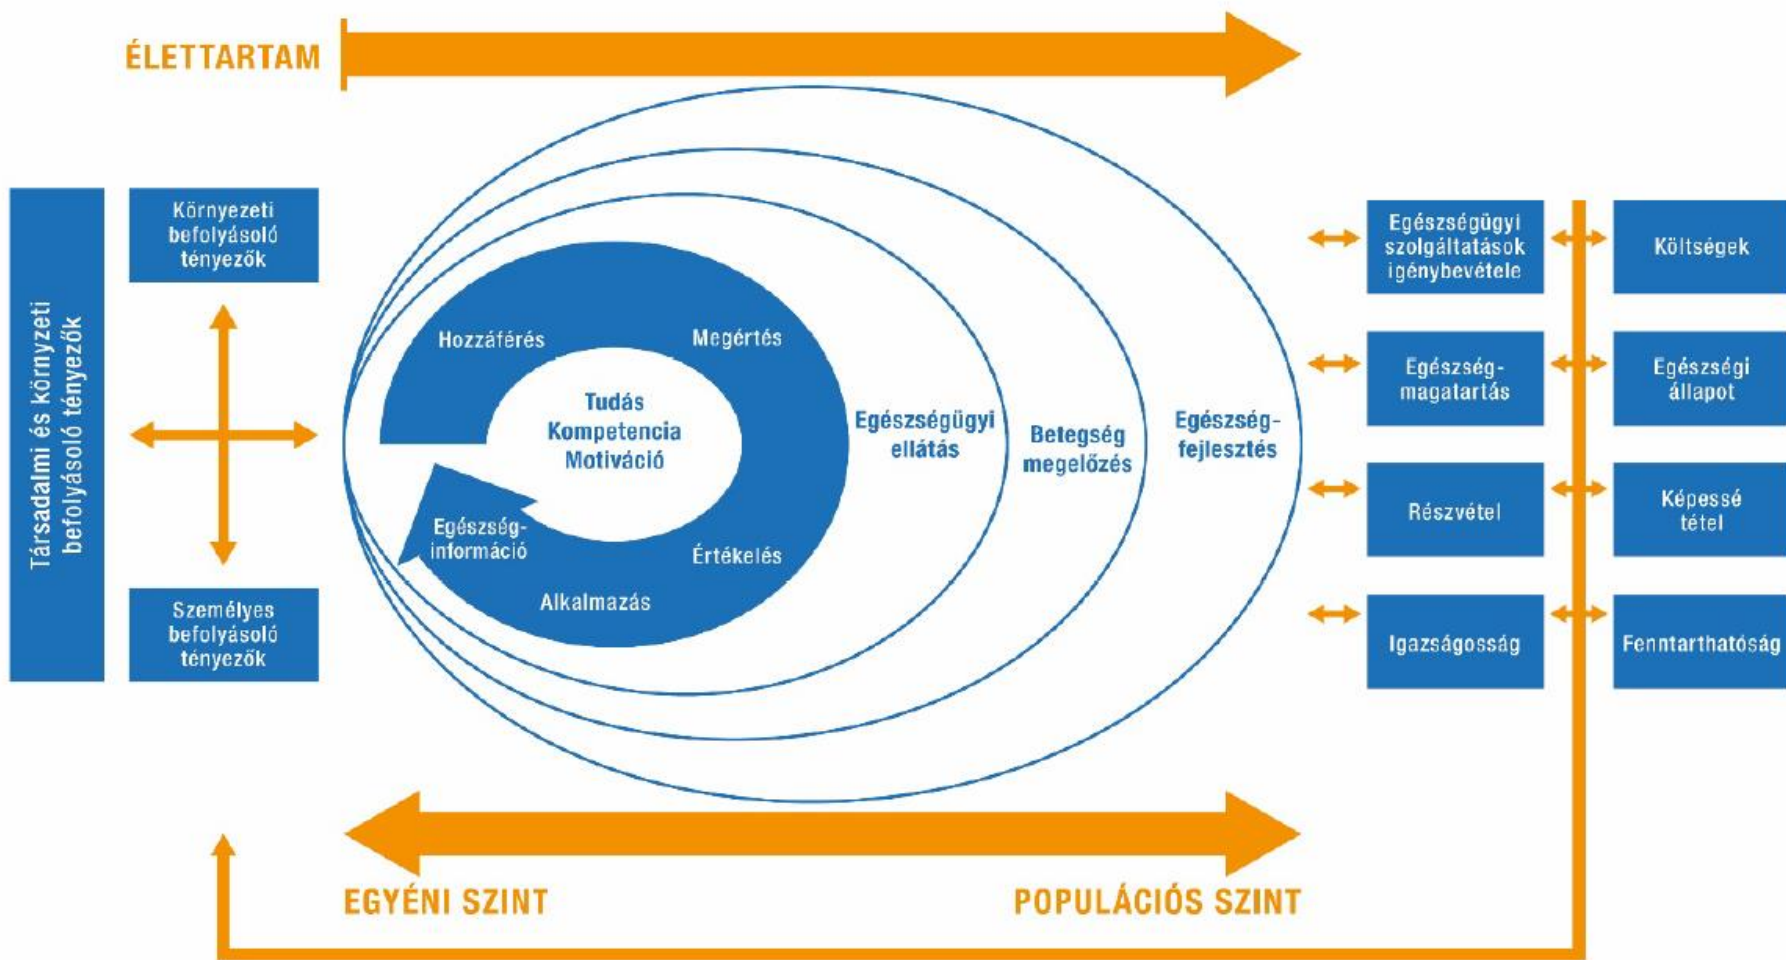 ÉLETTARTAM
Társadalmi és környzeti
befolyásoló tényezők
Környezeti
befolyásoló
tényezők
Személyes
befolyásoló
tényezők
Hozzáférés
Megértés
Tudás
Kompetencia
Motiváció
Egészség-
információ
Értékelés
Alkalmazás
Egészségügyi
ellátás
Betegség
megelőzés
Egészség-
fejlesztés
Egészségügyi
szolgáltatások
igénybevétele
Költségek
Egészség-
magatartás
Egészségi
állapot
Részvétel
Képessé
tétel
Igazságosság
Fenntarthatóság
EGYÉNI SZINT
POPULÁCIÓS SZINT